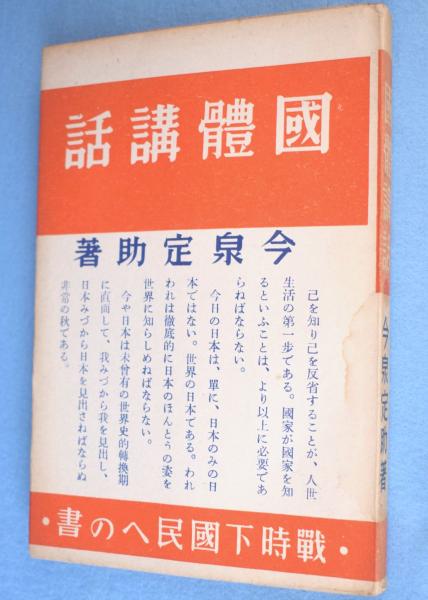 國體講話
今泉定助著
己を知り己を反省することが、人世
生活の第一步である。國家が國家を知
るといふことは、より以上に必要であ
らねばならない。
今日の日本は、單に、日本のみの日
本ではない。世界の日本である。われ
われは徹底的に日本のほんとうの姿を
世界に知らしめねばならない。
今や日本は未曾有の世界史的轉換期
に直面して、我みづから我を見出し、
日本みづから日本を見出さねばならぬ
非常の秋である。
・戰時下國民への書・
國體講話
今泉定助著